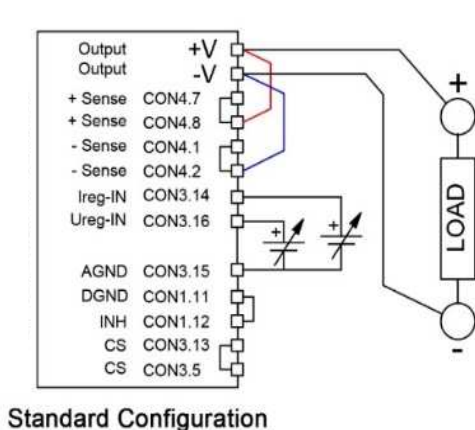 Output +V
Output -V
+ Sense CON4.7
+ Sense CON4.8
- Sense CON4.1
- Sense CON4.2
Ireg-IN CON3.14
Ureg-IN CON3.16
+ +
AGND CON3.15
DGND CON1.11
INH CON1.12
CS CON3.13
CS CON3.5
+
LOAD
-
Standard Configuration